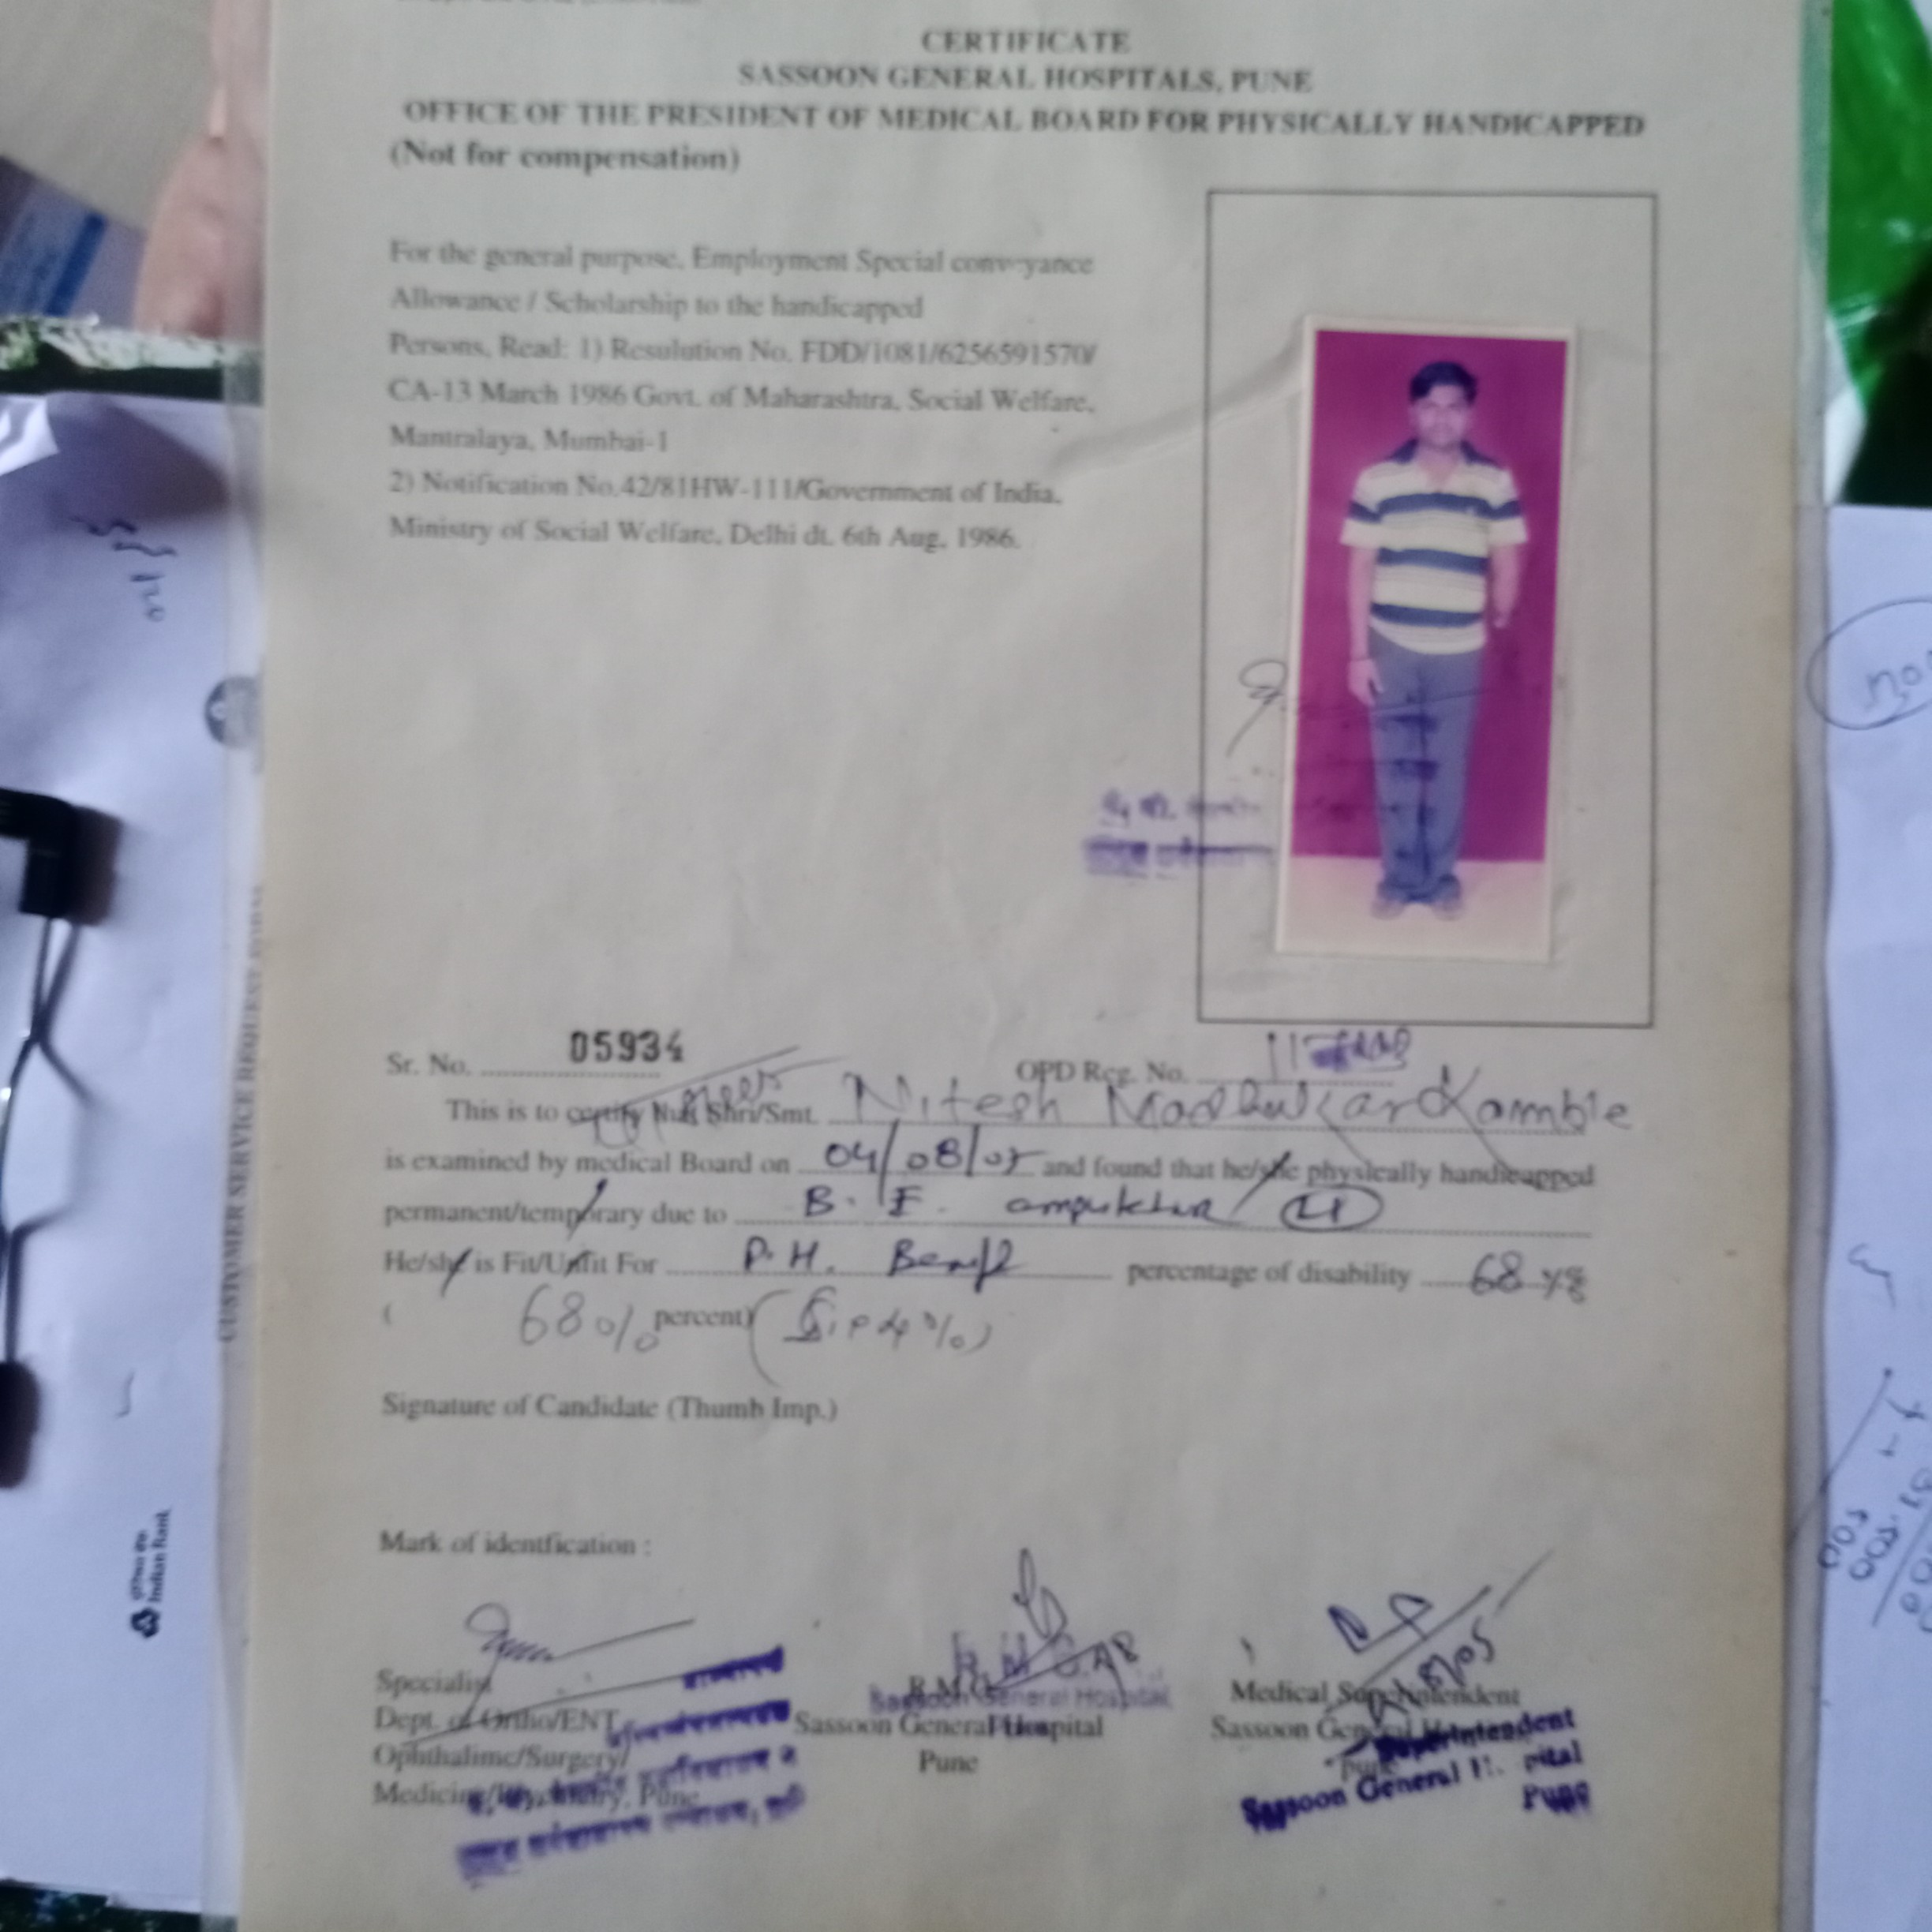 CERTIFICATE
SASSOON GENERAL HOSPITALS, PUNE
OFFICE OF THE PRESIDENT OF MEDICAL BOARD FOR PHYSICALLY HANDICAPPED
(Not for compensation)
For the general purpose, Employment Special conveyance
Allowance / Scholarship to the handicapped
Persons, Read: 1) Resulution No. FDD/1081/6256591570/
CA-13 March 1986 Govt. of Maharashtra, Social Welfare,
Mantralaya, Mumbai-1
2) Notification No.42/81HW-111/Government of India,
Ministry of Social Welfare, Delhi dt. 6th Aug, 1986.
Sr. No. 05934 OPD Reg. No.
This is to certify that Shri/Smt. Nitesh Madhukar Kamble
is examined by medical Board on 04/08/05 and found that he/she physically handicapped
permanent/temporary due to B. E. amputation
He/she is Fit/Unfit For P.H. Benefit percentage of disability 68
( 68% percent)
Signature of Candidate (Thumb Imp.)
Mark of identfication :
Specialist
Dept. of Ortho/ENT
Ophthalimc/Surgery/
Medicine/Psychiatry, Pune
R.M.O.
Sassoon General Hospital
Sassoon General Hospital
Pune
Medical Superintendent
Sassoon General Hospital
Pune
Superintendent
Sassoon General Hospital
Pune
CUSTOMER SERVICE REQUEST FORM
Indian Bank